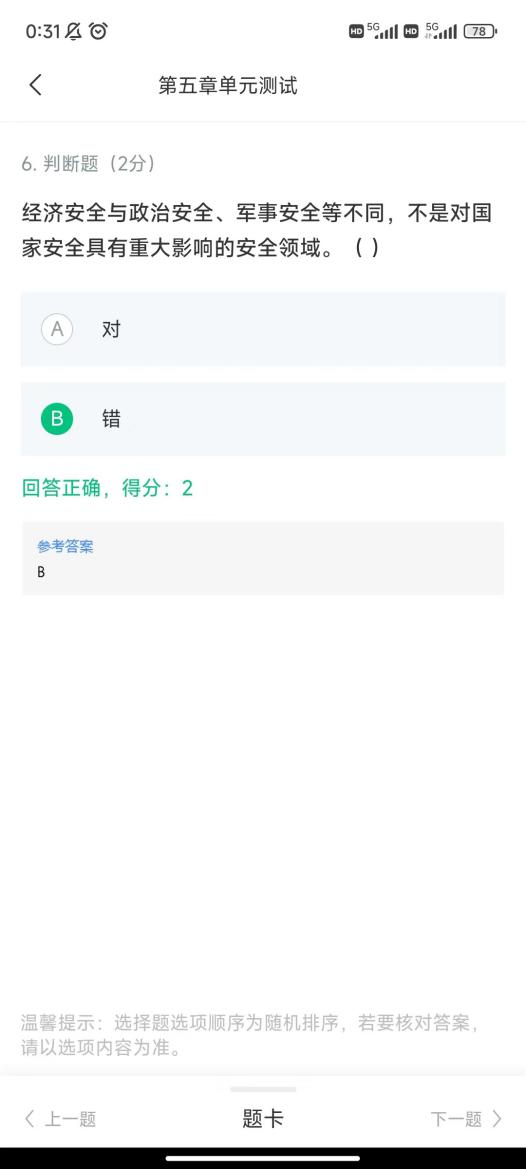 0:31
HD 5G HD 5G 78
第五章单元测试
6. 判断题（2分）
经济安全与政治安全、军事安全等不同，不是对国
家安全具有重大影响的安全领域。（ ）
A 对
B 错
回答正确，得分：2
参考答案
B
温馨提示：选择题选项顺序为随机排序，若要核对答案，
请以选项内容为准。
上一题 题卡 下一题